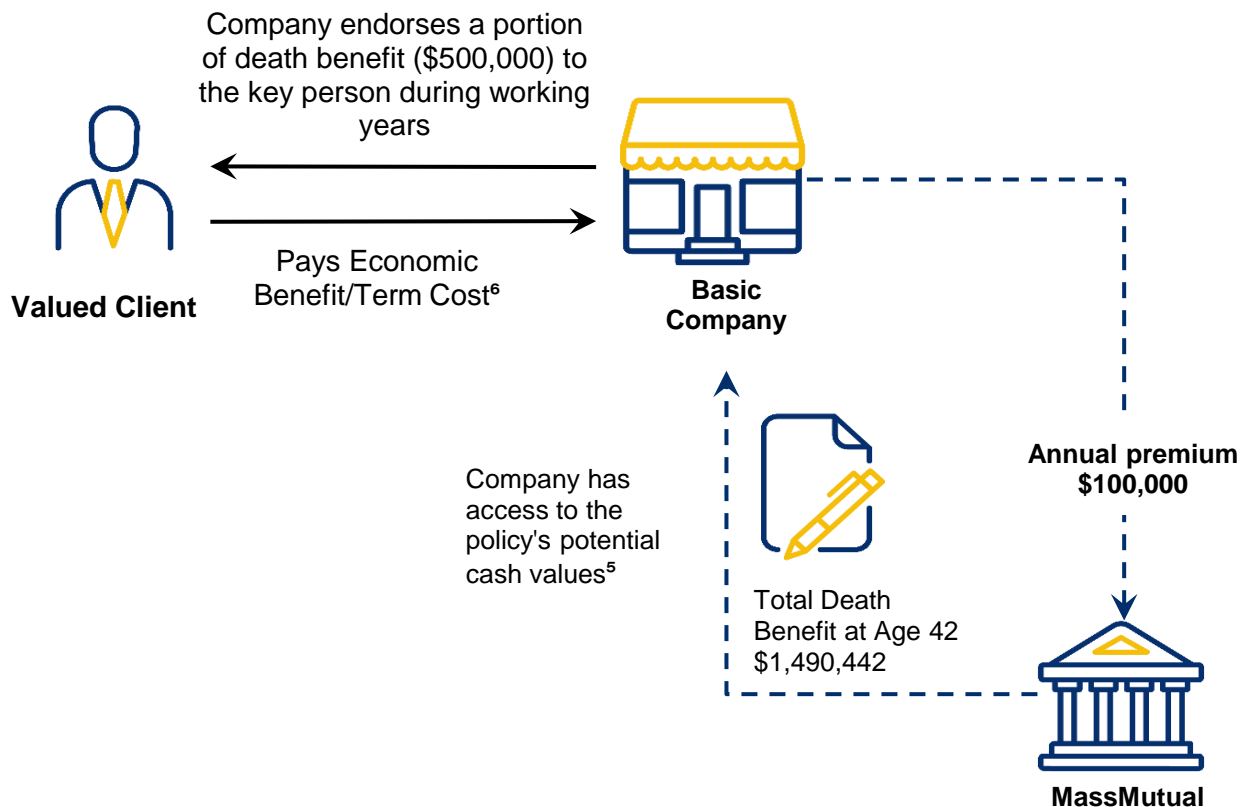 Company endorses a portion
of death benefit ($500,000) to
the key person during working
years
Pays Economic
Benefit/Term Cost⁶
Valued Client
Basic
Company
Annual premium
$100,000
Company has
access to the
policy's potential
cash values⁵
Total Death
Benefit at Age 42
$1,490,442
MassMutual